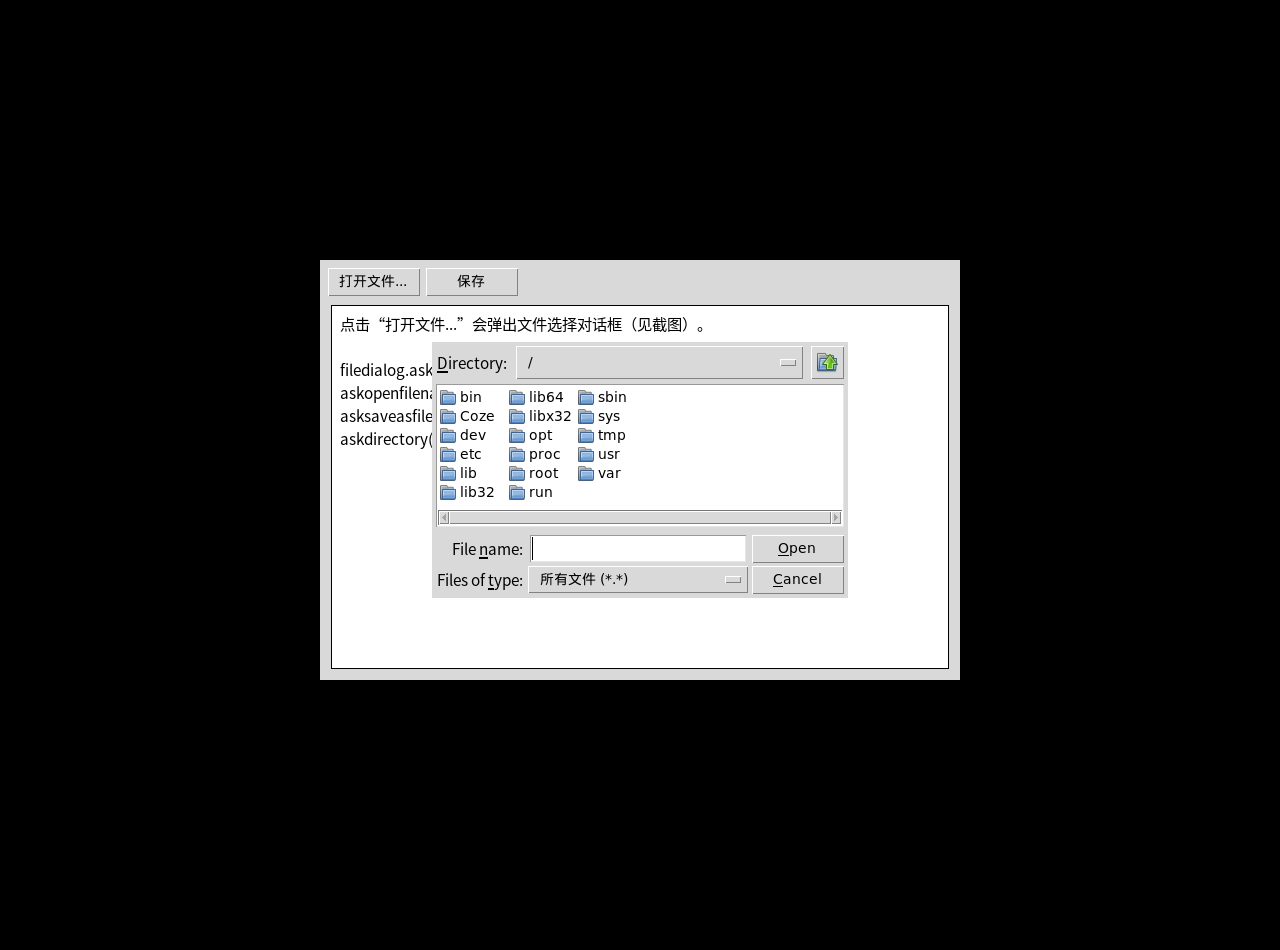 打开文件... 保存
点击“打开文件...”会弹出文件选择对话框（见截图）。
filedialog.ask
asksaveasfile
askdirectory(
Directory: /
bin lib64 sbin
Coze libx32 sys
dev opt tmp
etc proc usr
lib root var
lib32 run
File name: Open
Files of type: 所有文件 (*.*) Cancel